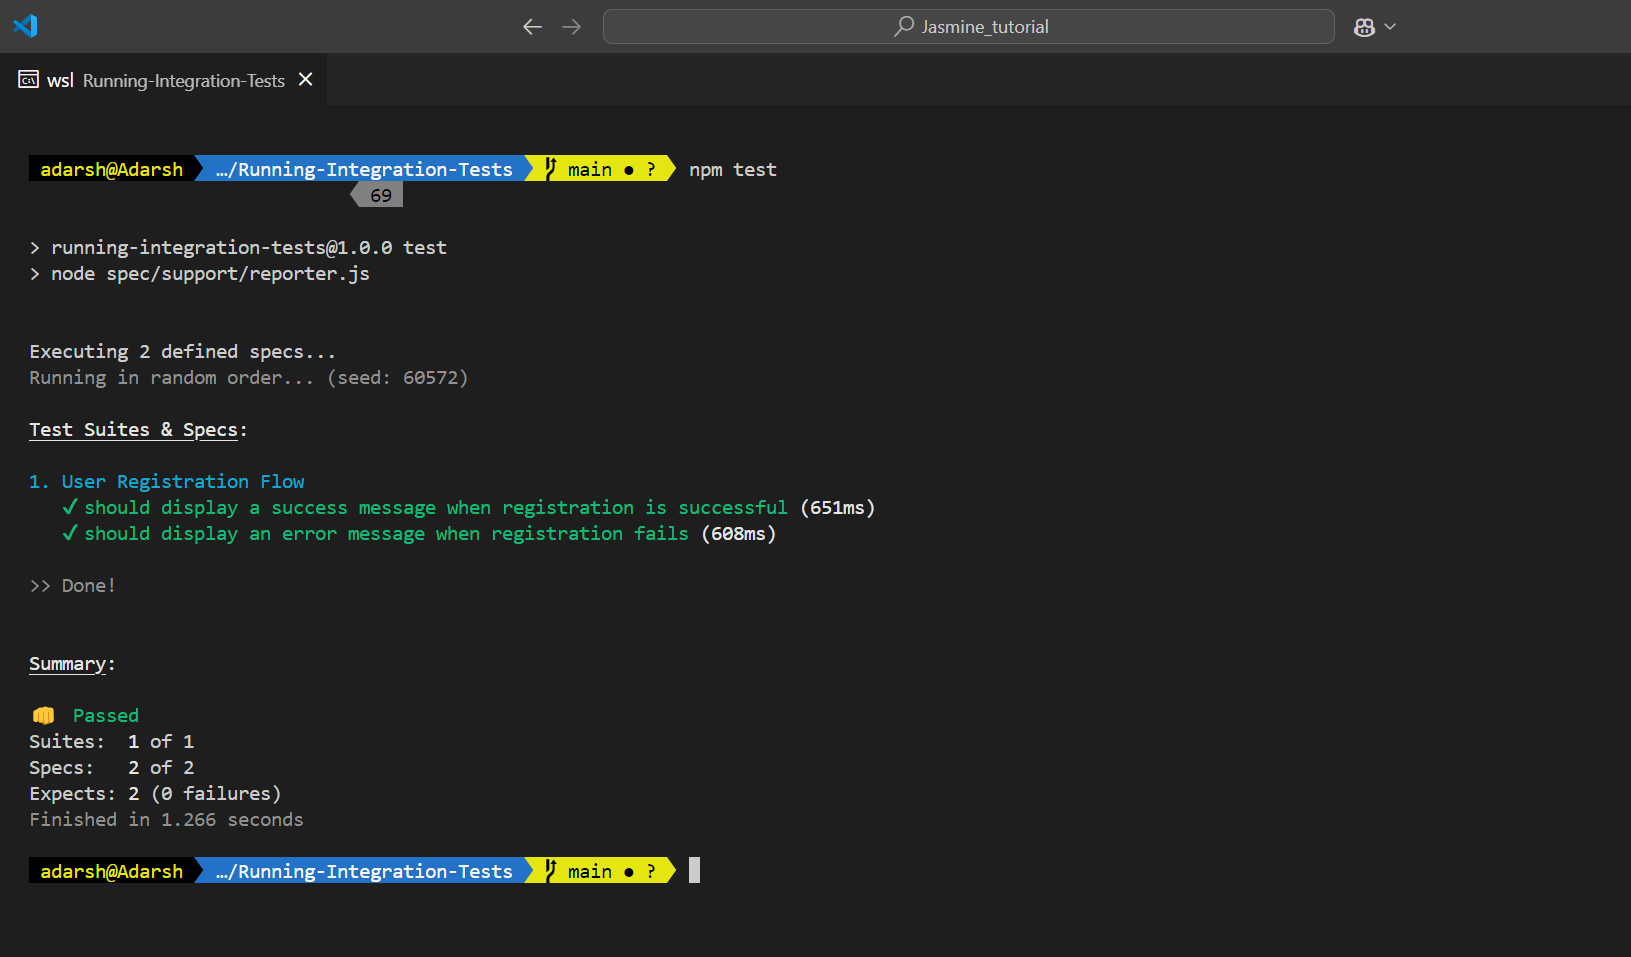 Jasmine_tutorial
wsl Running-Integration-Tests
adarsh@Adarsh …/Running-Integration-Tests main ● ? npm test
69
> running-integration-tests@1.0.0 test
> node spec/support/reporter.js
Executing 2 defined specs...
Running in random order... (seed: 60572)
Test Suites & Specs:
1. User Registration Flow
✔ should display a success message when registration is successful (651ms)
✔ should display an error message when registration fails (608ms)
>> Done!
Summary:
👊 Passed
Suites: 1 of 1
Specs: 2 of 2
Expects: 2 (0 failures)
Finished in 1.266 seconds
adarsh@Adarsh …/Running-Integration-Tests main ● ?